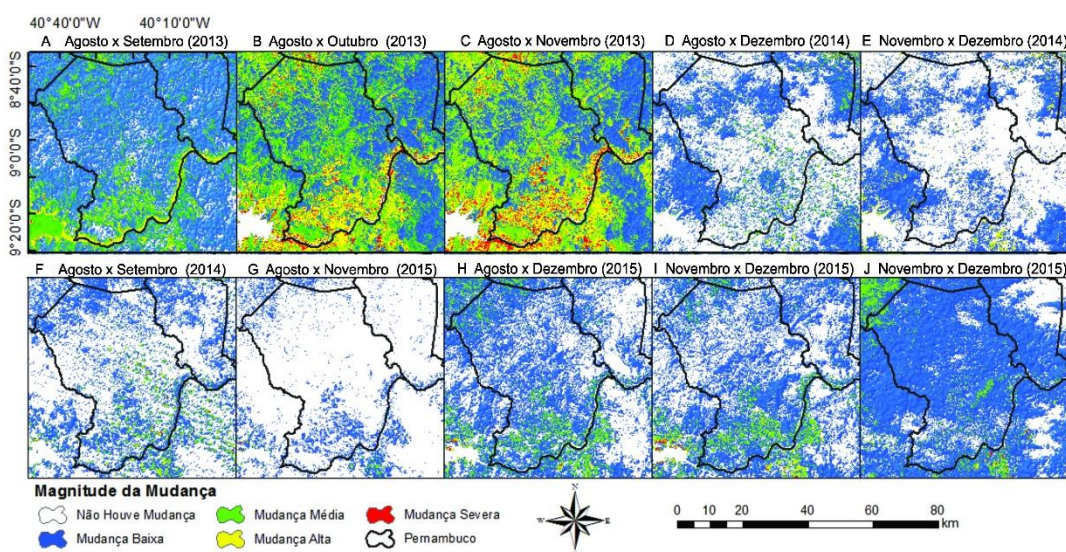 40°40'0"W 40°10'0"W
A Agosto x Setembro (2013)
B Agosto x Outubro (2013)
C Agosto x Novembro (2013)
D Agosto x Dezembro (2014)
E Novembro x Dezembro (2014)
8°40'0"S
9°0'0"S
9°20'0"S
F Agosto x Setembro (2014)
G Agosto x Novembro (2015)
H Agosto x Dezembro (2015)
I Novembro x Dezembro (2015)
J Novembro x Dezembro (2015)
Magnitude da Mudança
Não Houve Mudança
Mudança Média
Mudança Severa
Mudança Baixa
Mudança Alta
Pernambuco
N
W E
S
0 5 10 20 40 60 80
km